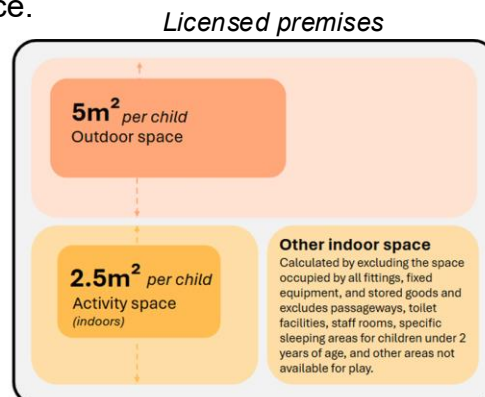 ce.
Licensed premises
5m² per child
Outdoor space
2.5m² per child
Activity space
(indoors)
Other indoor space
Calculated by excluding the space
occupied by all fittings, fixed
equipment, and stored goods and
excludes passageways, toilet
facilities, staff rooms, specific
sleeping areas for children under 2
years of age, and other areas not
available for play.